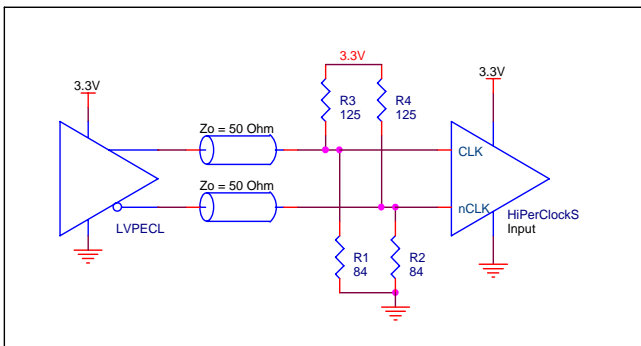 3.3V
3.3V
3.3V
R3
125
R4
125
Zo = 50 Ohm
CLK
Zo = 50 Ohm
nCLK
LVPECL
HiPerClockS
Input
R1
84
R2
84